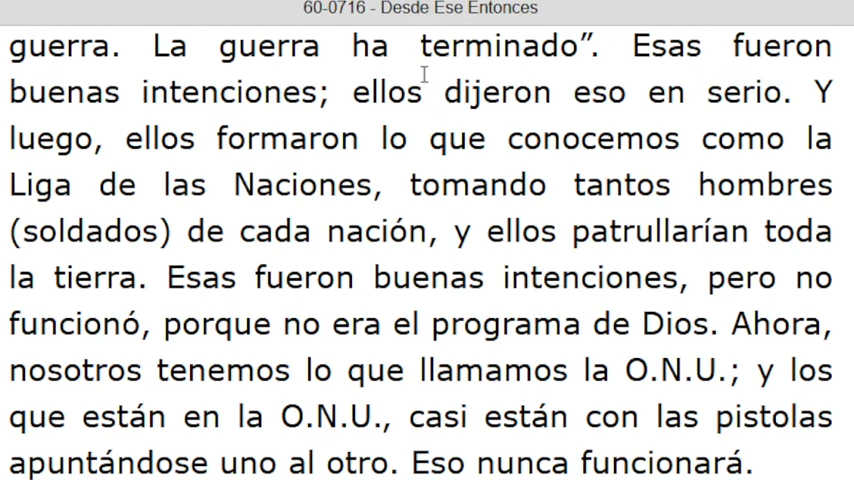 60-0716 - Desde Ese Entonces
guerra. La guerra ha terminado”. Esas fueron
buenas intenciones; ellos dijeron eso en serio. Y
luego, ellos formaron lo que conocemos como la
Liga de las Naciones, tomando tantos hombres
(soldados) de cada nación, y ellos patrullarían toda
la tierra. Esas fueron buenas intenciones, pero no
funcionó, porque no era el programa de Dios. Ahora,
nosotros tenemos lo que llamamos la O.N.U.; y los
que están en la O.N.U., casi están con las pistolas
apuntándose uno al otro. Eso nunca funcionará.